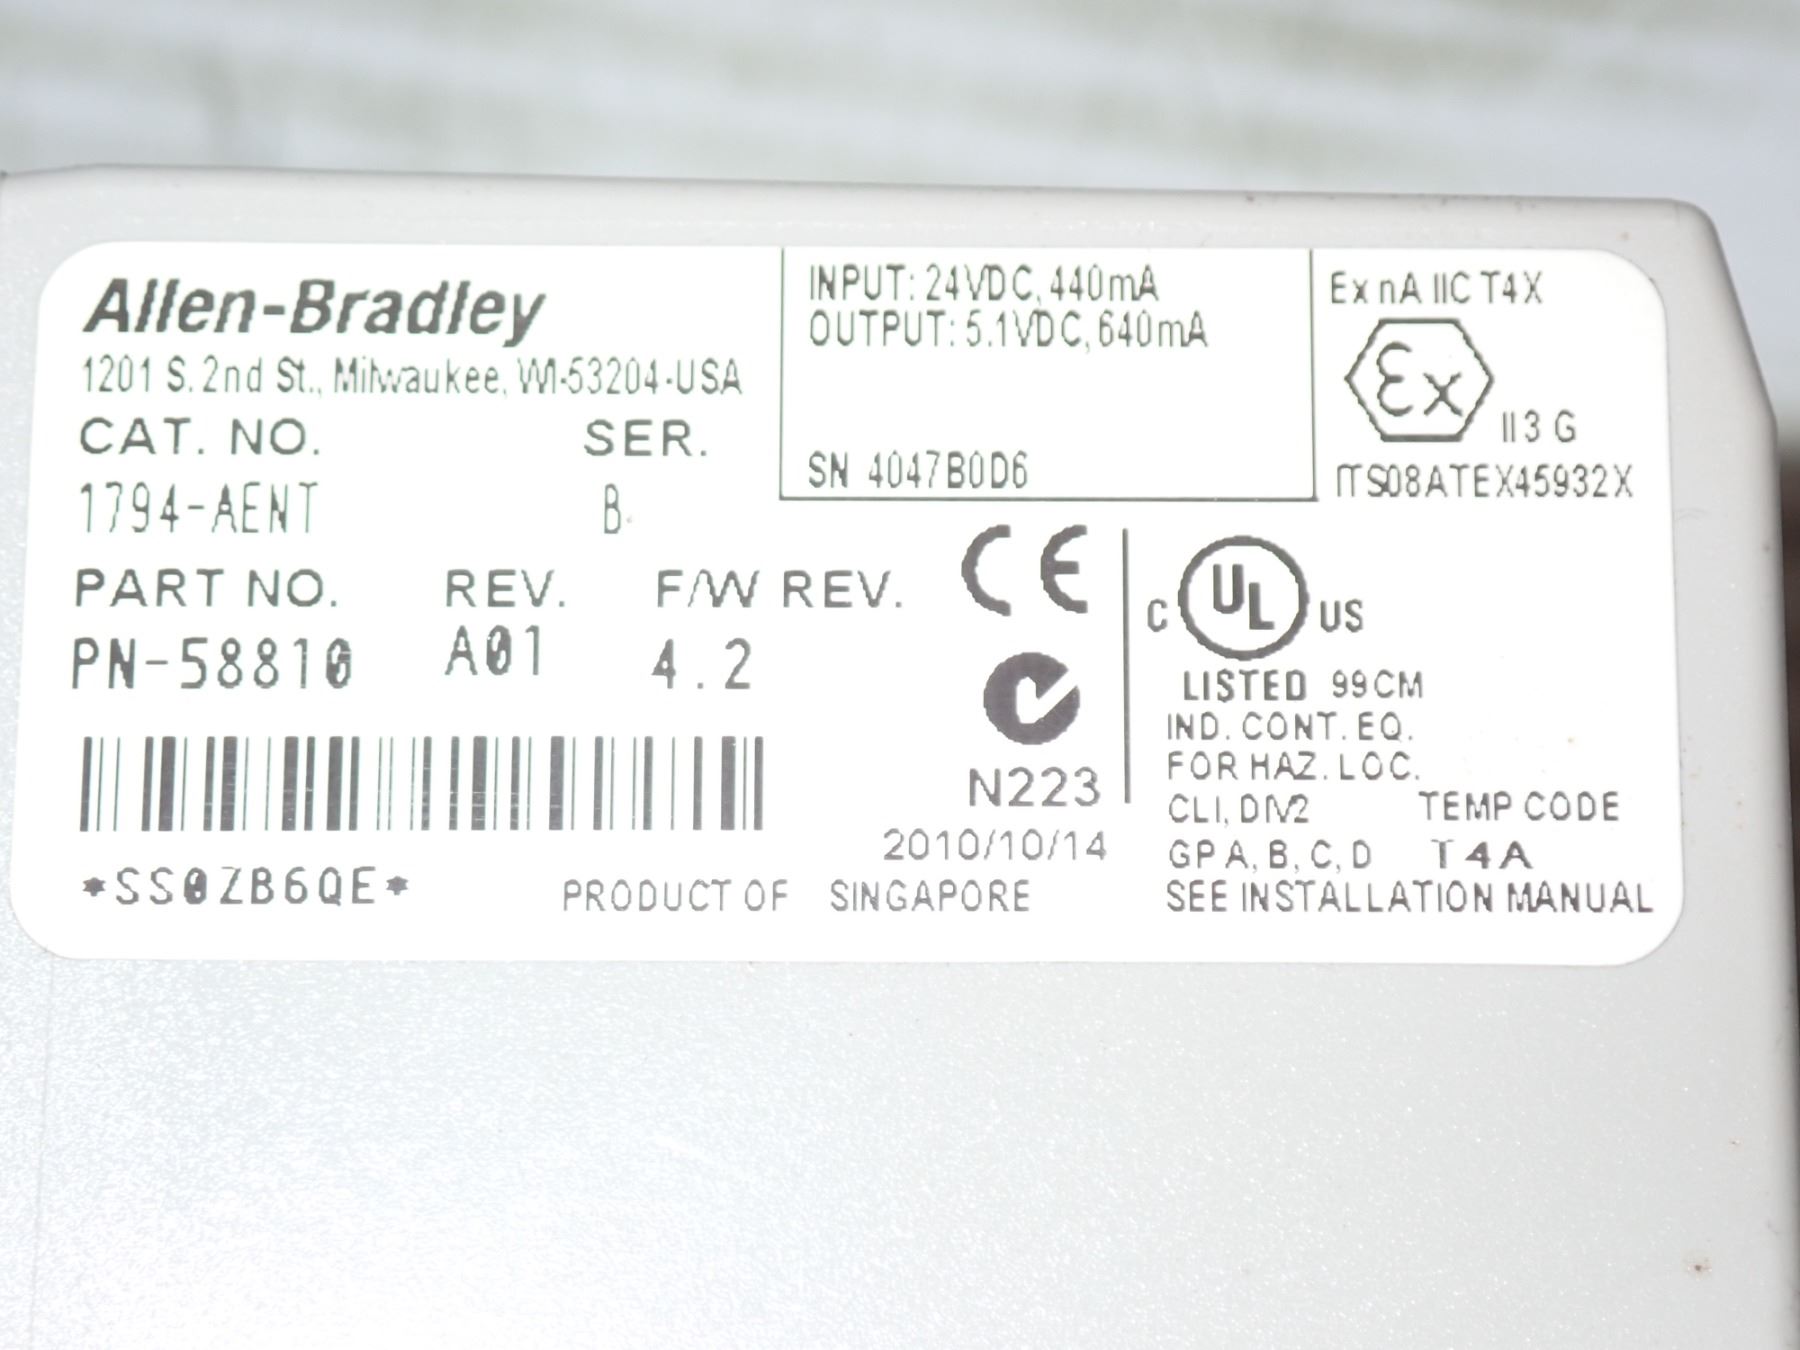 Allen-Bradley
1201 S. 2nd St., Milwaukee, WI-53204-USA
CAT. NO. SER.
1794-AENT B
PART NO. REV. F/W REV.
PN-58810 A01 4.2
*SS0ZB6QE*
INPUT: 24VDC, 440mA
OUTPUT: 5.1VDC, 640mA
SN 4047B0D6
Ex nA IIC T4X
Ex
II 3 G
ITS08ATEX45932X
CE
N223
2010/10/14
PRODUCT OF SINGAPORE
C UL US
LISTED 99CM
IND. CONT. EQ.
FOR HAZ. LOC.
CLI, DIV2 TEMP CODE
GP A, B, C, D T4A
SEE INSTALLATION MANUAL